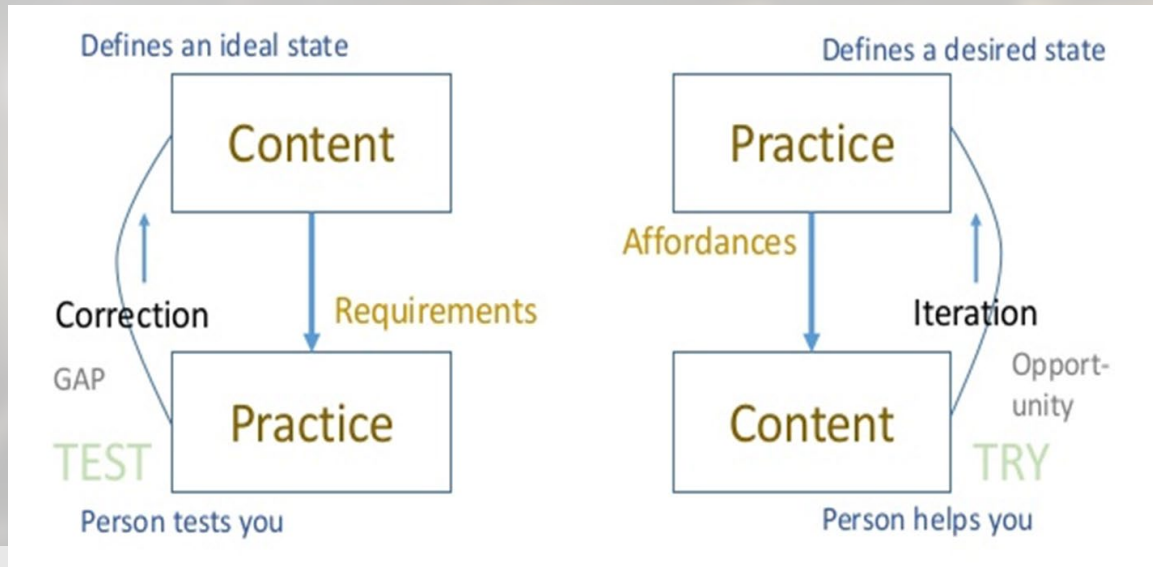 Defines an ideal state
Content
Correction
Requirements
GAP
Practice
TEST
Person tests you
Defines a desired state
Practice
Affordances
Iteration
Opport-
unity
Content
TRY
Person helps you